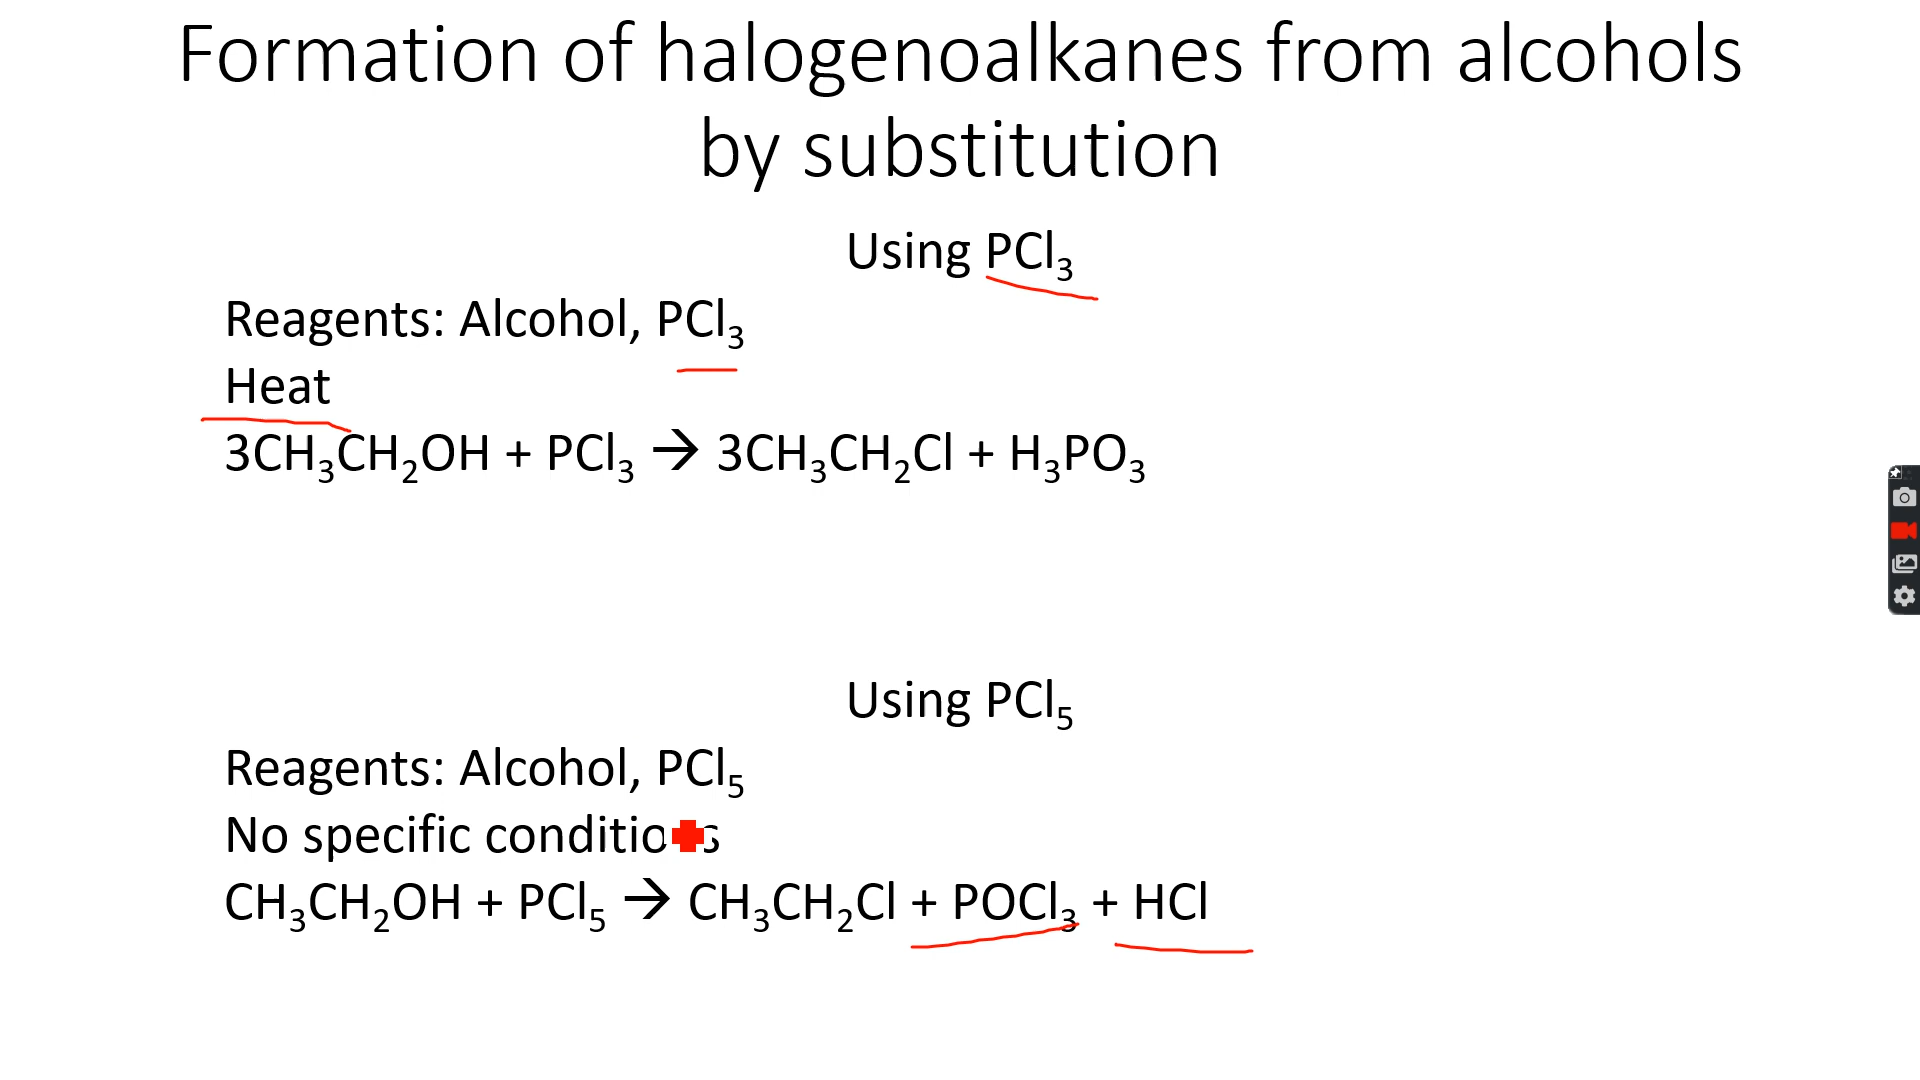 Formation of halogenoalkanes from alcohols
by substitution
Using PCl₃
Reagents: Alcohol, PCl₃
Heat
3CH₃CH₂OH + PCl₃ → 3CH₃CH₂Cl + H₃PO₃
Using PCl₅
Reagents: Alcohol, PCl₅
No specific conditions
CH₃CH₂OH + PCl₅ → CH₃CH₂Cl + POCl₃ + HCl